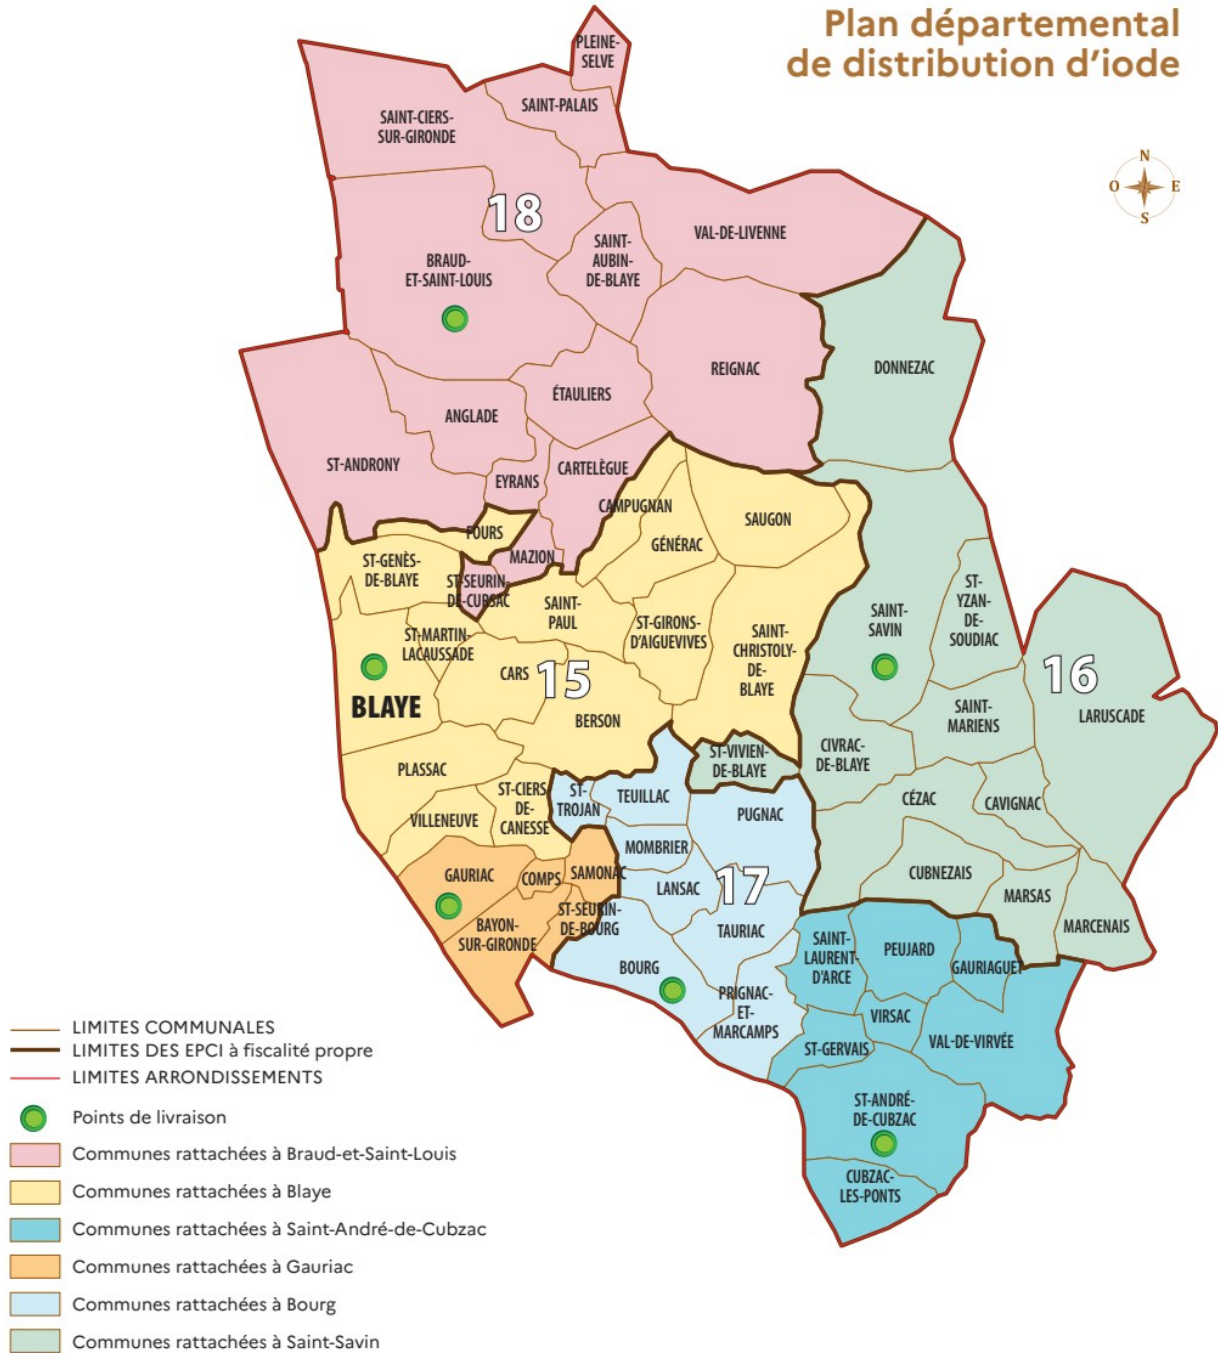 Plan départemental
de distribution d'iode
N
O
E
S
PLEINE-
SELVE
SAINT-PALAIS
SAINT-CIERS-
SUR-GIRONDE
18
VAL-DE-LIVENNE
SAINT-
AUBIN-
DE-BLAYE
BRAUD-
ET-SAINT-LOUIS
REIGNAC
DONNEZAC
ÉTAULIERS
ANGLADE
ST-ANDRONY
CARTELÈGUE
EYRANS
CAMPUGNAN
SAUGON
FOURS
GÉNÉRAC
MAZION
ST-GENÈS-
DE-BLAYE
ST-SEURIN-
DE-CURSAC
SAINT-
PAUL
ST-GIRONS-
D'AIGUEVIVES
SAINT-
CHRISTOLY-
DE-
BLAYE
SAINT-
SAVIN
ST-
YZAN-
DE-
SOUDIAC
ST-MARTIN-
LACAUSSADE
CARS
15
16
BLAYE
BERSON
SAINT-
MARIENS
LARUSCADE
ST-VIVIEN-
DE-BLAYE
CIVRAC-
DE-BLAYE
PLASSAC
ST-CIERS-
DE-
CANESSE
ST-
TROJAN
TEUILLAC
PUGNAC
CÉZAC
CAVIGNAC
VILLENEUVE
MOMBRIER
GAURIAC
COMPS
SAMONAC
LANSAC
17
CUBNEZAIS
MARSAS
MARCENAIS
BAYON-
SUR-GIRONDE
ST-SEURIN-
DE-BOURG
TAURIAC
SAINT-
LAURENT-
D'ARCE
PEUJARD
GAURIAGUET
BOURG
PRIGNAC-
ET-
MARCAMPS
VIRSAC
ST-GERVAIS
VAL-DE-VIRVÉE
ST-ANDRÉ-
DE-CUBZAC
CUBZAC-
LES-PONTS
LIMITES COMMUNALES
LIMITES DES EPCI à fiscalité propre
LIMITES ARRONDISSEMENTS
Points de livraison
Communes rattachées à Braud-et-Saint-Louis
Communes rattachées à Blaye
Communes rattachées à Saint-André-de-Cubzac
Communes rattachées à Gauriac
Communes rattachées à Bourg
Communes rattachées à Saint-Savin